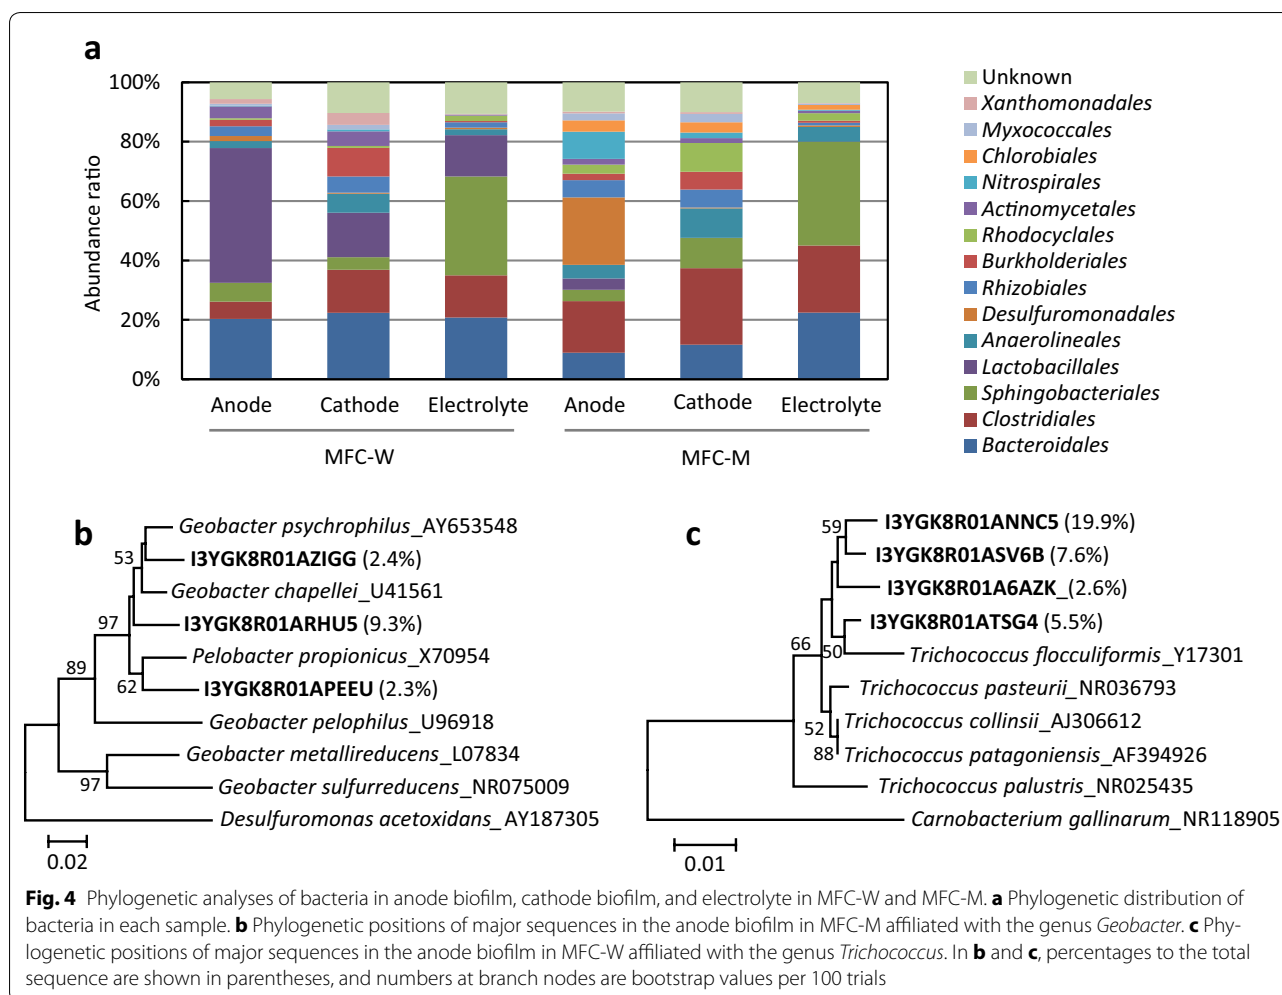 a
100%
80%
60%
40%
20%
0%
Abundance ratio
Anode
Cathode
Electrolyte
Anode
Cathode
Electrolyte
MFC-W
MFC-M
Unknown
Xanthomonadales
Myxococcales
Chlorobiales
Nitrospirales
Actinomycetales
Rhodocyclales
Burkholderiales
Rhizobiales
Desulfuromonadales
Anaerolineales
Lactobacillales
Sphingobacteriales
Clostridiales
Bacteroidales
b
Geobacter psychrophilus_AY653548
53
I3YGK8R01AZIGG (2.4%)
Geobacter chapellei_U41561
97
I3YGK8R01ARHU5 (9.3%)
Pelobacter propionicus_X70954
89
62
I3YGK8R01APEEU (2.3%)
Geobacter pelophilus_U96918
Geobacter metallireducens_L07834
97
Geobacter sulfurreducens_NR075009
Desulfuromonas acetoxidans_AY187305
0.02
c
59
I3YGK8R01ANNC5 (19.9%)
I3YGK8R01ASV6B (7.6%)
I3YGK8R01A6AZK_(2.6%)
I3YGK8R01ATSG4 (5.5%)
66
50
Trichococcus flocculiformis_Y17301
Trichococcus pasteurii_NR036793
52
Trichococcus collinsii_AJ306612
88
Trichococcus patagoniensis_AF394926
Trichococcus palustris_NR025435
Carnobacterium gallinarum_NR118905
0.01
Fig. 4 Phylogenetic analyses of bacteria in anode biofilm, cathode biofilm, and electrolyte in MFC-W and MFC-M. a Phylogenetic distribution of
bacteria in each sample. b Phylogenetic positions of major sequences in the anode biofilm in MFC-M affiliated with the genus Geobacter. c Phy-
logenetic positions of major sequences in the anode biofilm in MFC-W affiliated with the genus Trichococcus. In b and c, percentages to the total
sequence are shown in parentheses, and numbers at branch nodes are bootstrap values per 100 trials